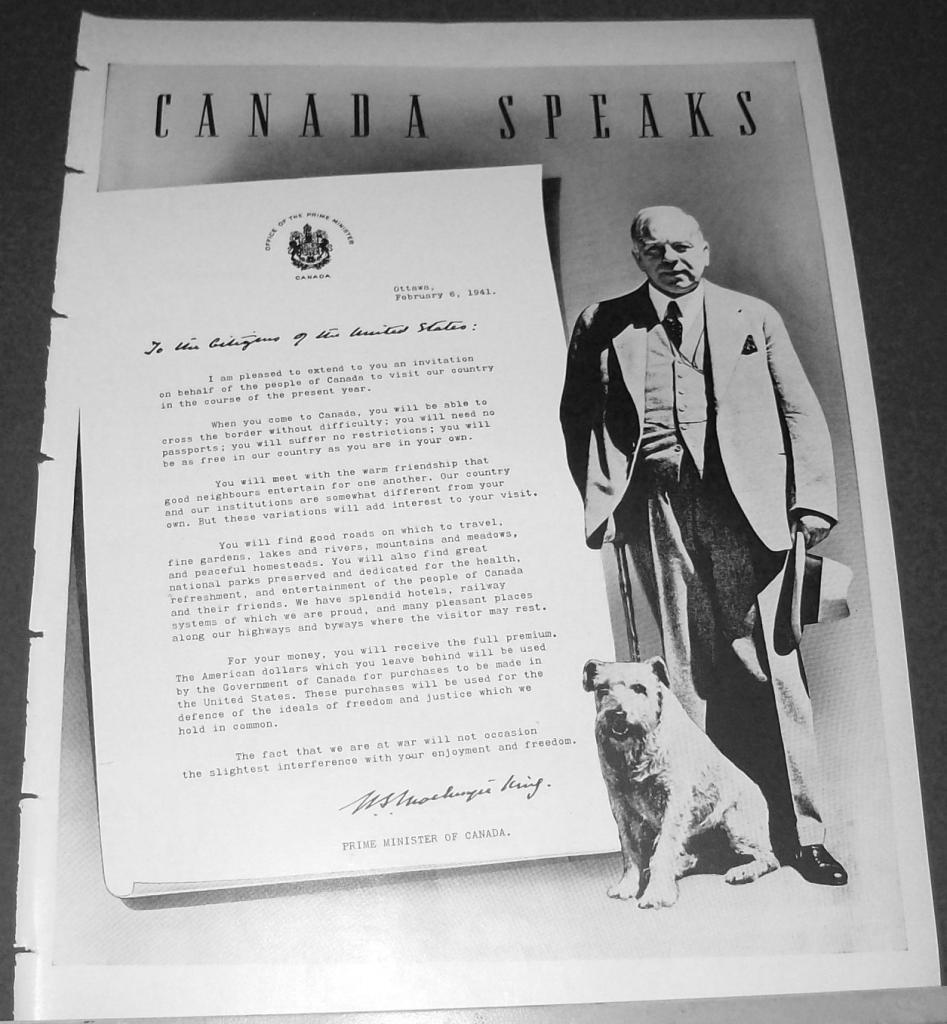 CANADA SPEAKS
OFFICE OF THE PRIME MINISTER
CANADA
Ottawa,
February 6, 1941.
To the Citizens of the United States:
I am pleased to extend to you an invitation
on behalf of the people of Canada to visit our country
in the course of the present year.
When you come to Canada, you will be able to
cross the border without difficulty; you will need no
passports; you will suffer no restrictions; you will
be as free in our country as you are in your own.
You will meet with the warm friendship that
good neighbours entertain for one another. Our country
and our institutions are somewhat different from your
own. But these variations will add interest to your visit.
You will find good roads on which to travel,
fine gardens, lakes and rivers, mountains and meadows,
and peaceful homesteads. You will also find great
national parks preserved and dedicated for the health,
refreshment, and entertainment of the people of Canada
and their friends. We have splendid hotels, railway
systems of which we are proud, and many pleasant places
along our highways and byways where the visitor may rest.
For your money, you will receive the full premium.
The American dollars which you leave behind will be used
by the Government of Canada for purchases to be made in
the United States. These purchases will be used for the
defence of the ideals of freedom and justice which we
hold in common.
The fact that we are at war will not occasion
the slightest interference with your enjoyment and freedom.
W.L. Mackenzie King.
PRIME MINISTER OF CANADA.